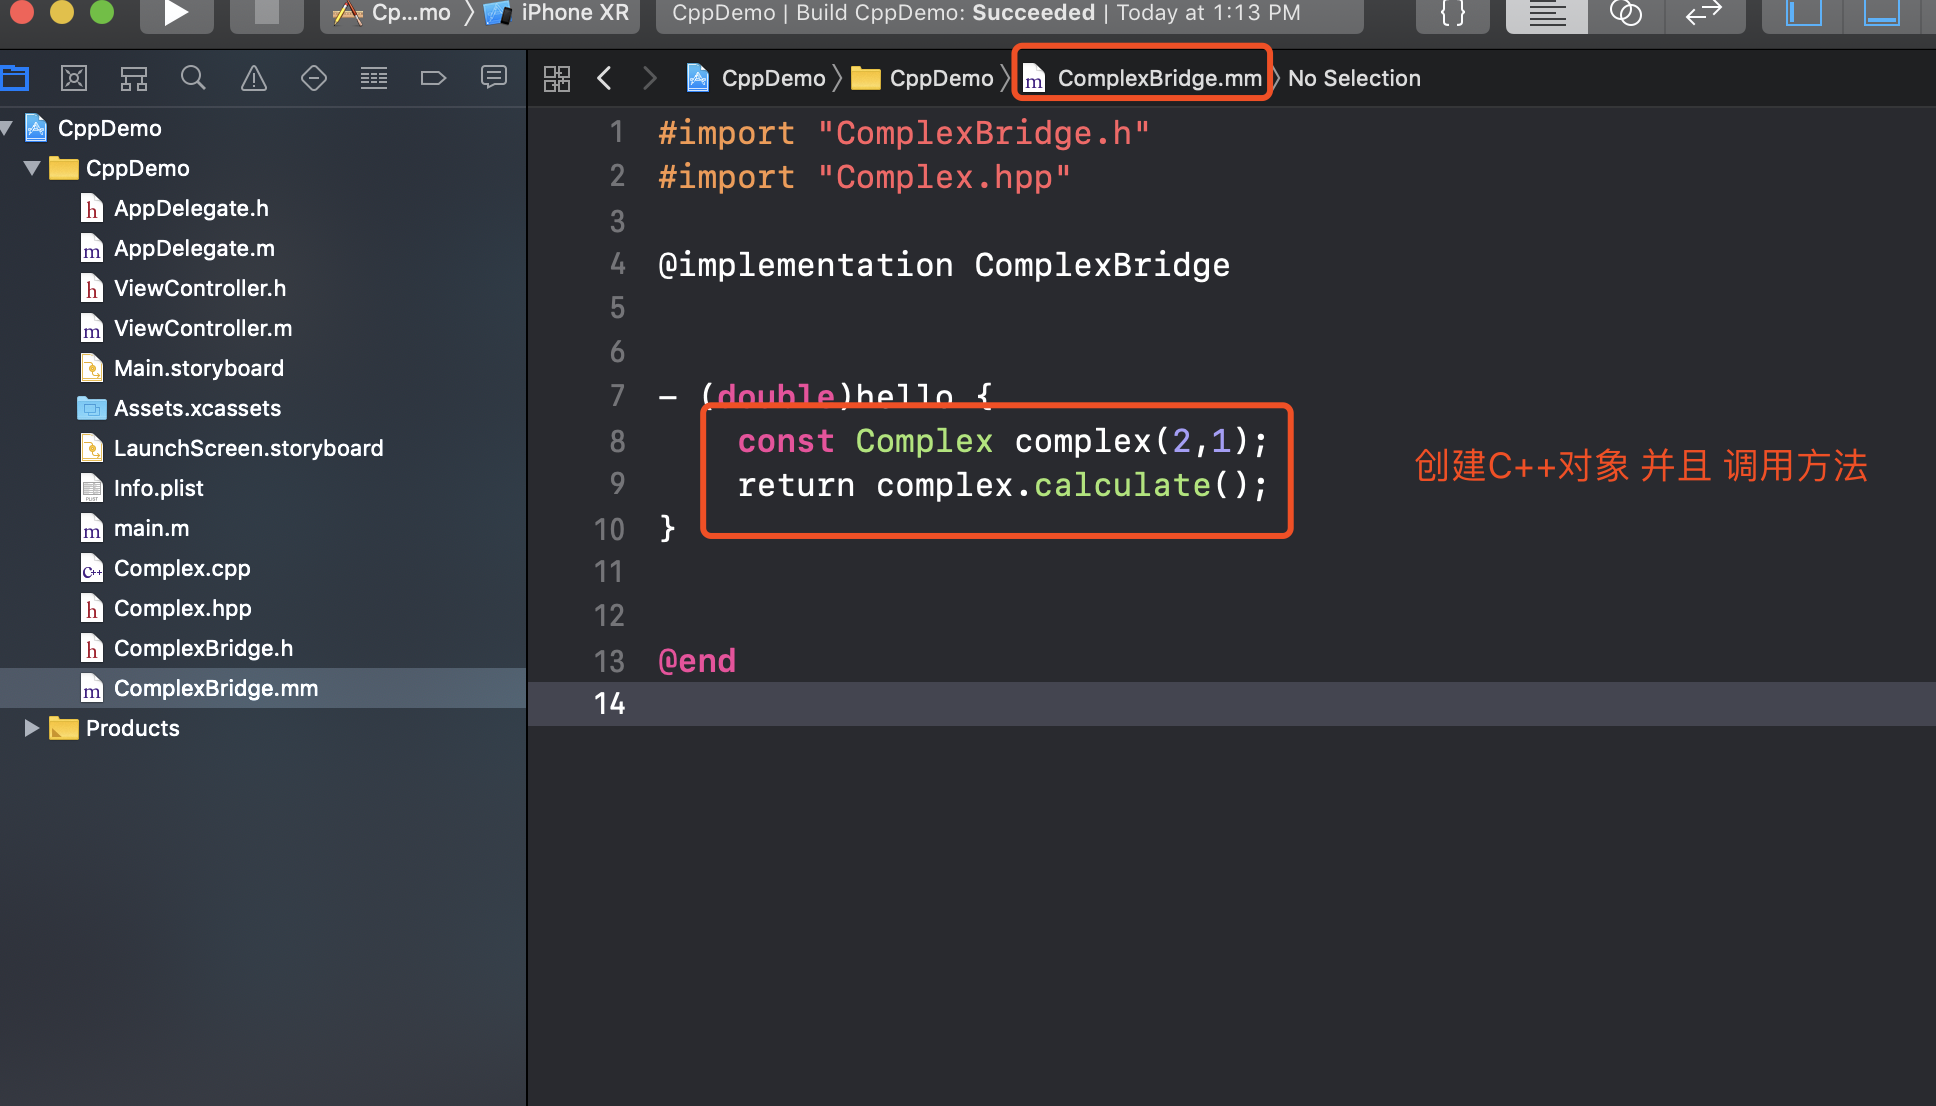 Cp...mo 〉 iPhone XR
CppDemo | Build CppDemo: Succeeded | Today at 1:13 PM
{ }
CppDemo 〉 CppDemo 〉 ComplexBridge.mm 〉 No Selection
CppDemo
CppDemo
AppDelegate.h
AppDelegate.m
ViewController.h
ViewController.m
Main.storyboard
Assets.xcassets
LaunchScreen.storyboard
Info.plist
main.m
Complex.cpp
Complex.hpp
ComplexBridge.h
ComplexBridge.mm
Products
1 #import "ComplexBridge.h"
2 #import "Complex.hpp"
3
4 @implementation ComplexBridge
5
6
7 - (double)hello {
8 const Complex complex(2,1);
9 return complex.calculate();
10 }
11
12
13 @end
14
创建C++对象 并且 调用方法